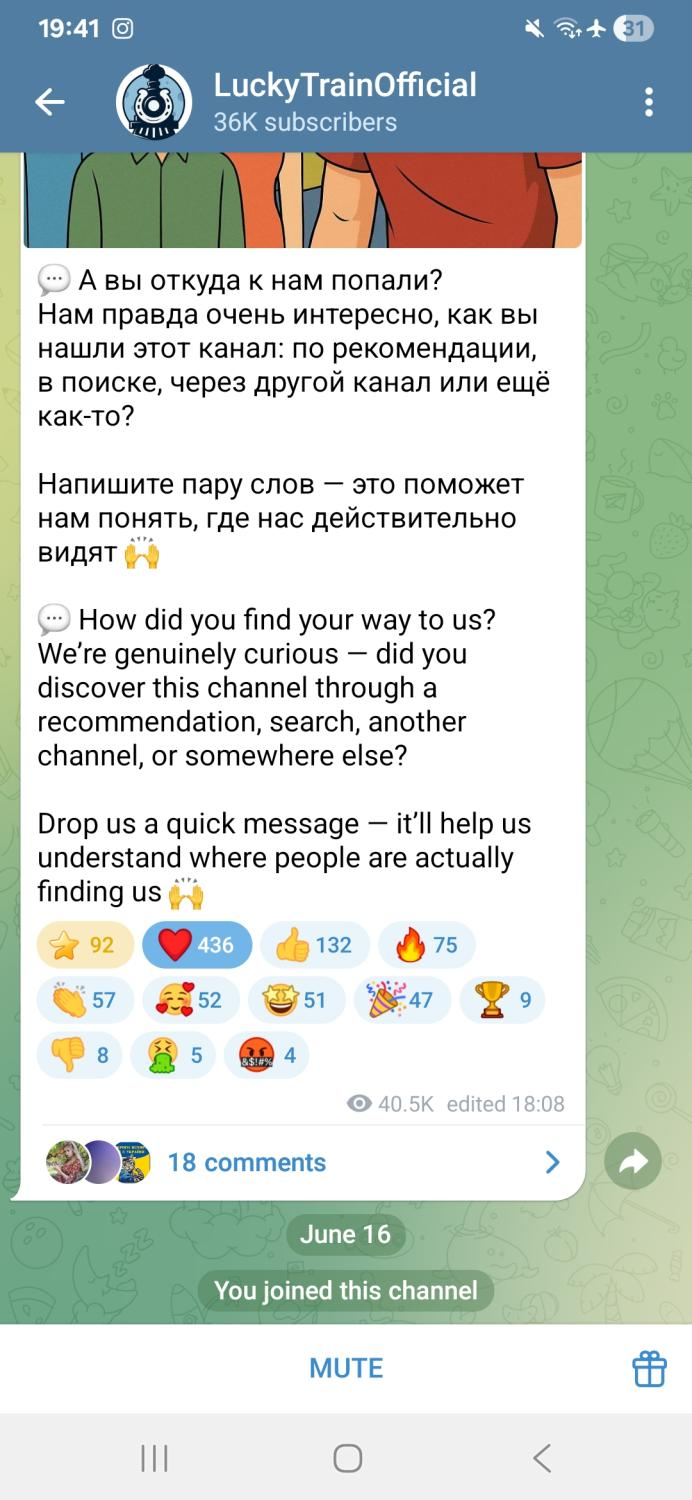 19:41
31
LuckyTrainOfficial
36K subscribers
💬 А вы откуда к нам попали?
Нам правда очень интересно, как вы
нашли этот канал: по рекомендации,
в поиске, через другой канал или ещё
как-то?
Напишите пару слов — это поможет
нам понять, где нас действительно
видят 🙌
💬 How did you find your way to us?
We’re genuinely curious — did you
discover this channel through a
recommendation, search, another
channel, or somewhere else?
Drop us a quick message — it’ll help us
understand where people are actually
finding us 🙌
⭐ 92 ❤️ 436 👍 132 🔥 75
👏 57 🥰 52 🤩 51 🎉 47 🏆 9
👎 8 🤮 5 🤬 4
40.5K edited 18:08
18 comments
June 16
You joined this channel
MUTE